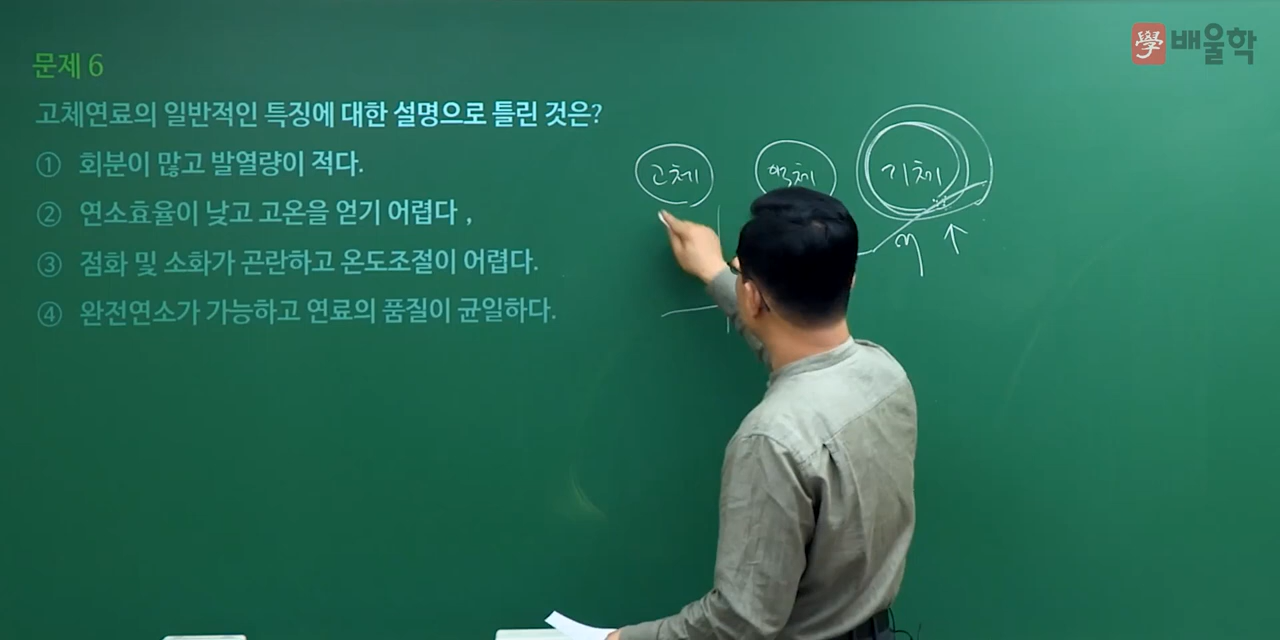 學 배울학
문제 6
고체연료의 일반적인 특징에 대한 설명으로 틀린 것은?
① 회분이 많고 발열량이 적다.
② 연소효율이 낮고 고온을 얻기 어렵다 ,
③ 점화 및 소화가 곤란하고 온도조절이 어렵다.
④ 완전연소가 가능하고 연료의 품질이 균일하다.
고체 액체 기체
η ↑